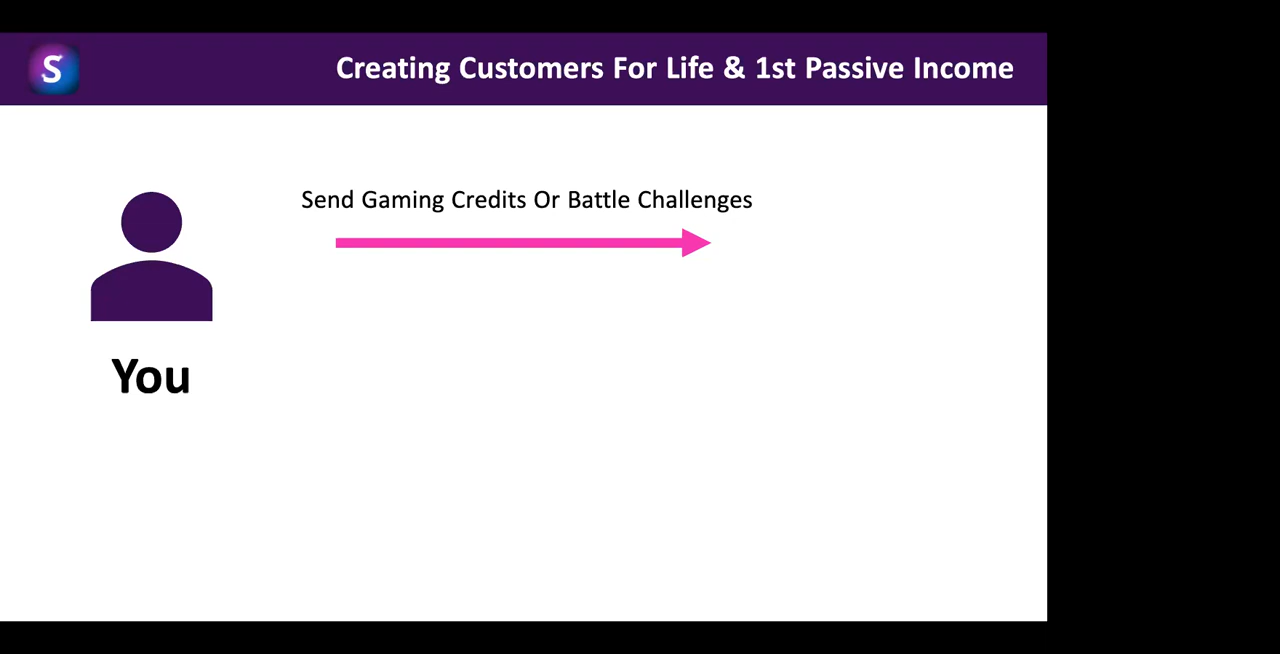 S
Creating Customers For Life & 1st Passive Income
Send Gaming Credits Or Battle Challenges
You